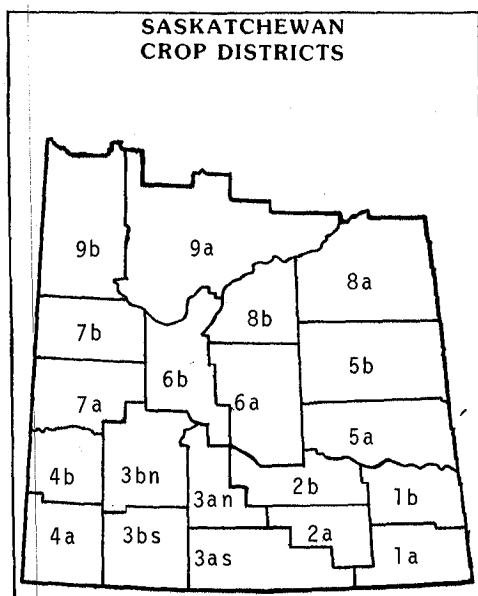 SASKATCHEWAN
CROP DISTRICTS
9b
9a
8a
8b
7b
5b
6b
6a
7a
5a
4b
3bn
3an
2b
1b
4a
3bs
3as
2a
1a